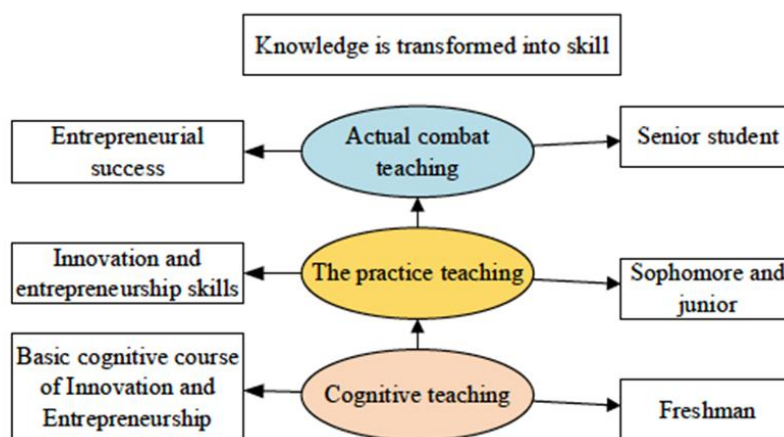 Knowledge is transformed into skill
Entrepreneurial
success
Actual combat
teaching
Senior student
Innovation and
entrepreneurship skills
The practice teaching
Sophomore and
junior
Basic cognitive course
of Innovation and
Entrepreneurship
Cognitive teaching
Freshman